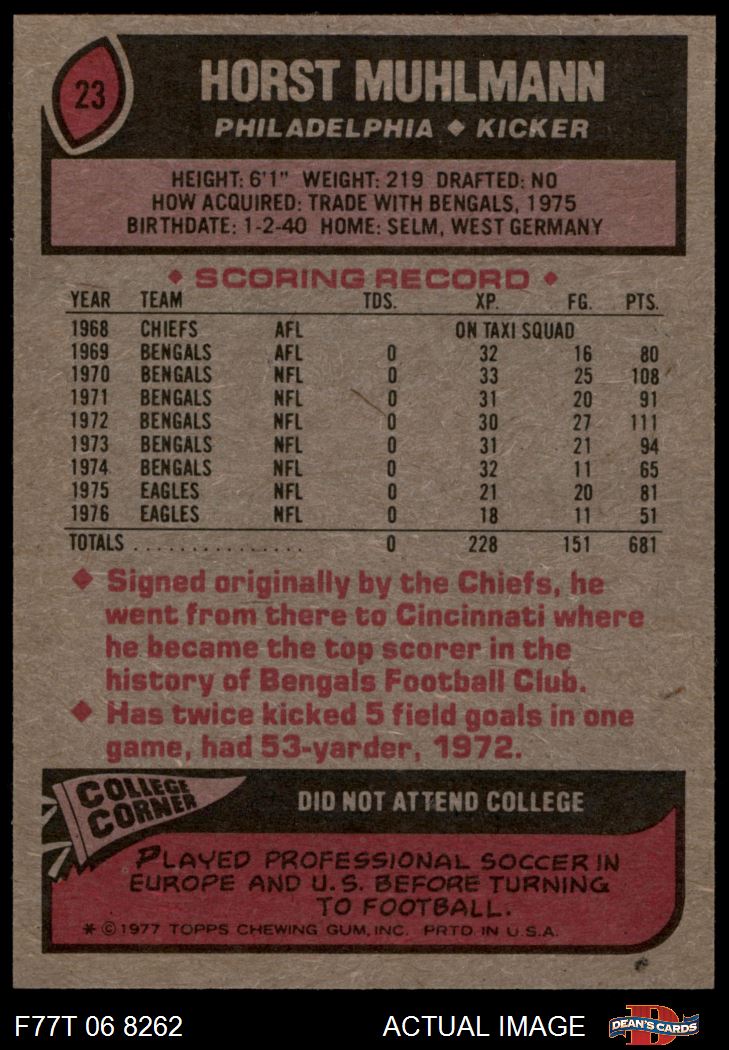 23
HORST MUHLMANN
PHILADELPHIA ◆ KICKER
HEIGHT: 6'1" WEIGHT: 219 DRAFTED: NO
HOW ACQUIRED: TRADE WITH BENGALS, 1975
BIRTHDATE: 1-2-40 HOME: SELM, WEST GERMANY
◆ SCORING RECORD ◆
YEAR TEAM TDS. XP. FG. PTS.
1968 CHIEFS AFL ON TAXI SQUAD
1969 BENGALS AFL 0 32 16 80
1970 BENGALS NFL 0 33 25 108
1971 BENGALS NFL 0 31 20 91
1972 BENGALS NFL 0 30 27 111
1973 BENGALS NFL 0 31 21 94
1974 BENGALS NFL 0 32 11 65
1975 EAGLES NFL 0 21 20 81
1976 EAGLES NFL 0 18 11 51
TOTALS ................ 0 228 151 681
◆ Signed originally by the Chiefs, he
went from there to Cincinnati where
he became the top scorer in the
history of Bengals Football Club.
◆ Has twice kicked 5 field goals in one
game, had 53-yarder, 1972.
COLLEGE
CORNER
DID NOT ATTEND COLLEGE
PLAYED PROFESSIONAL SOCCER IN
EUROPE AND U.S. BEFORE TURNING
TO FOOTBALL.
* © 1977 TOPPS CHEWING GUM, INC. PRTD. IN U.S.A.
F77T 06 8262 ACTUAL IMAGE
D
DEAN'S CARDS